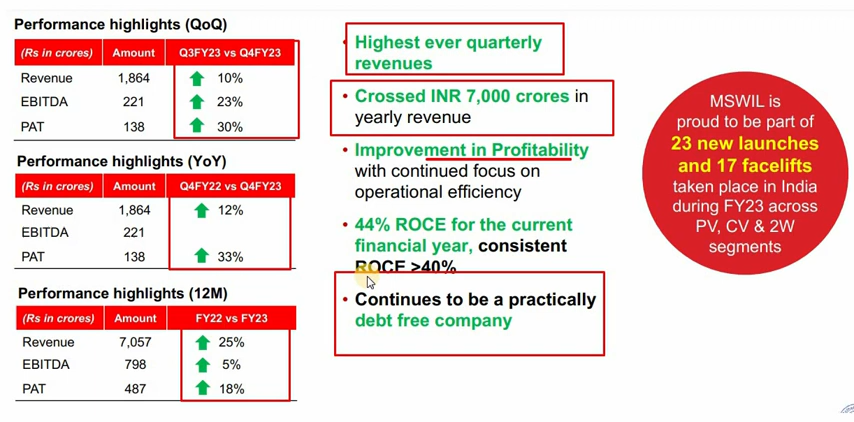 Performance highlights (QoQ)
(Rs in crores) Amount Q3FY23 vs Q4FY23
Revenue 1,864 10%
EBITDA 221 23%
PAT 138 30%
Performance highlights (YoY)
(Rs in crores) Amount Q4FY22 vs Q4FY23
Revenue 1,864 12%
EBITDA 221
PAT 138 33%
Performance highlights (12M)
(Rs in crores) Amount FY22 vs FY23
Revenue 7,057 25%
EBITDA 798 5%
PAT 487 18%
• Highest ever quarterly
revenues
• Crossed INR 7,000 crores in
yearly revenue
• Improvement in Profitability
with continued focus on
operational efficiency
• 44% ROCE for the current
financial year, consistent
ROCE >40%
• Continues to be a practically
debt free company
MSWIL is
proud to be part of
23 new launches
and 17 facelifts
taken place in India
during FY23 across
PV, CV & 2W
segments